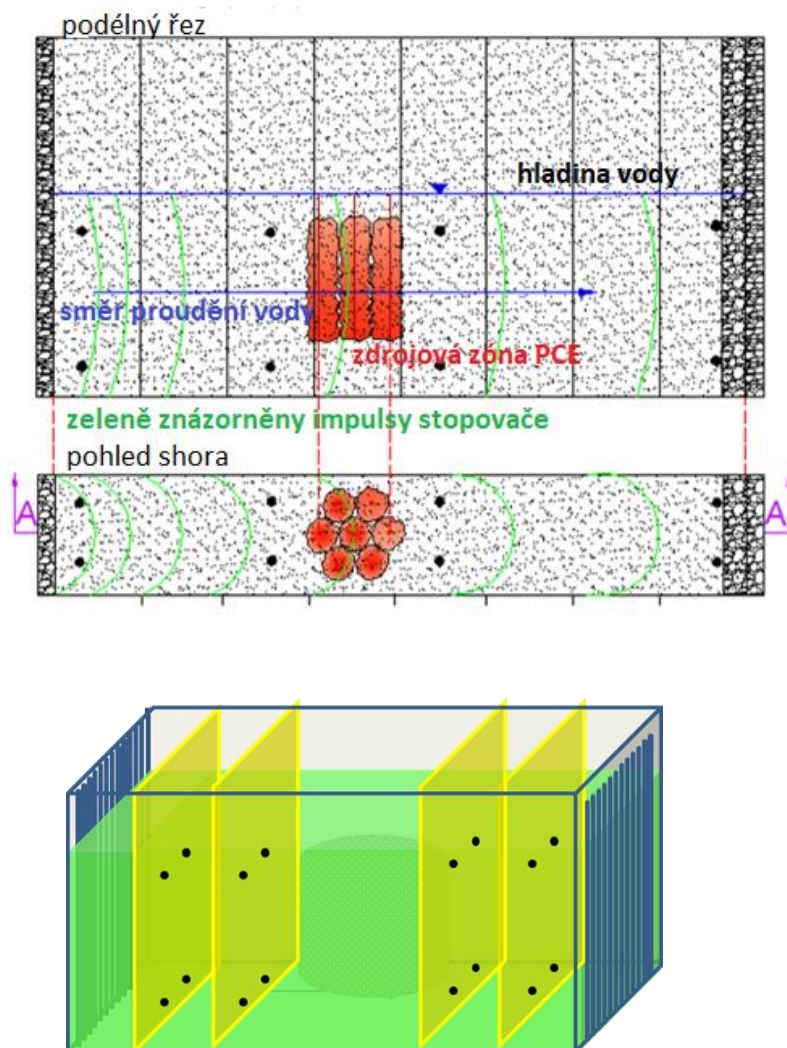 podélný řez
hladina vody
směr proudění vody
zdrojová zóna PCE
zeleně znázorněny impulsy stopovače
pohled shora
A A